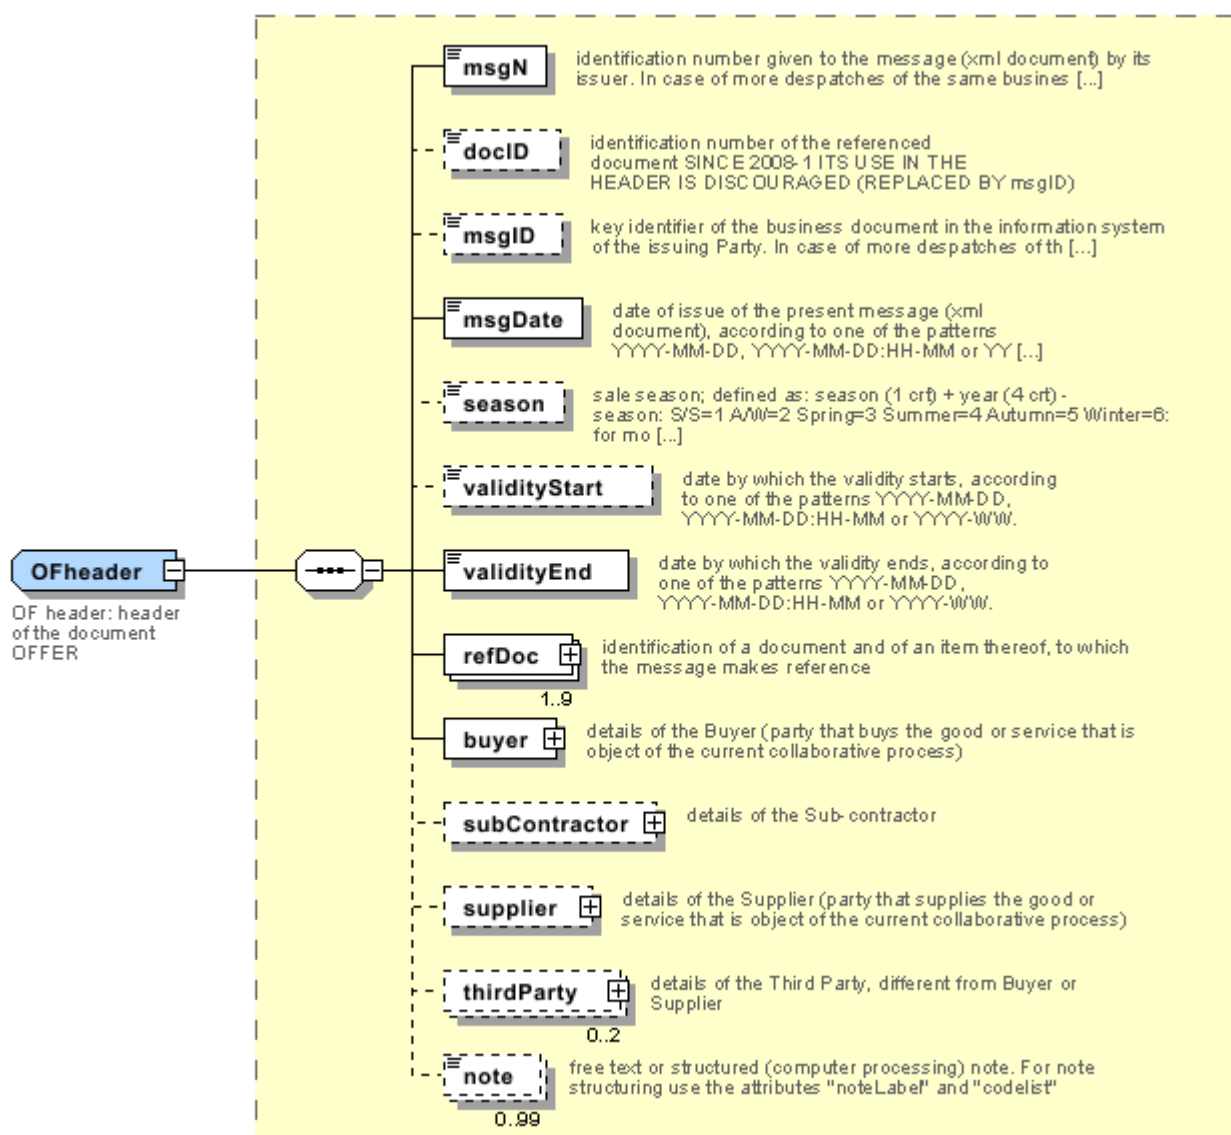 msgN
identification number given to the message (xml document) by its
issuer. In case of more despatches of the same busines [...]
docID
identification number of the referenced
document SINCE 2008-1 ITS USE IN THE
HEADER IS DISCOURAGED (REPLACED BY msgID)
msgID
key identifier of the business document in the information system
of the issuing Party. In case of more despatches of th [...]
msgDate
date of issue of the present message (xml
document), according to one of the patterns
YYYY-MM-DD, YYYY-MM-DD:HH-MM or YY [...]
season
sale season; defined as: season (1 crt) + year (4 crt) -
season: S/S=1 A/W=2 Spring=3 Summer=4 Autumn=5 Winter=6:
for mo [...]
validityStart
date by which the validity starts, according
to one of the patterns YYYY-MM-DD,
YYYY-MM-DD:HH-MM or YYYY-WW.
OFheader
OF header: header
of the document
OFFER
validityEnd
date by which the validity ends, according to
one of the patterns YYYY-MM-DD,
YYYY-MM-DD:HH-MM or YYYY-WW.
refDoc
identification of a document and of an item thereof, to which
the message makes reference
1..9
buyer
details of the Buyer (party that buys the good or service that is
object of the current collaborative process)
subContractor
details of the Sub-contractor
supplier
details of the Supplier (party that supplies the good or
service that is object of the current collaborative process)
thirdParty
details of the Third Party, different from Buyer or
Supplier
0..2
note
free text or structured (computer processing) note. For note
structuring use the attributes "noteLabel" and "codelist"
0..99